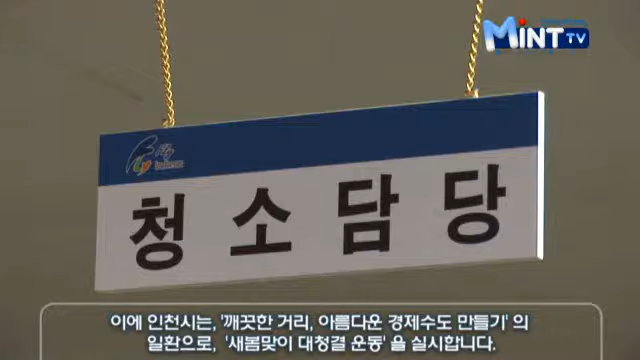 MINT TV
청소담당
이에 인천시는, '깨끗한 거리, 아름다운 경제수도 만들기' 의
일환으로, '새봄맞이 대청결 운동' 을 실시합니다.